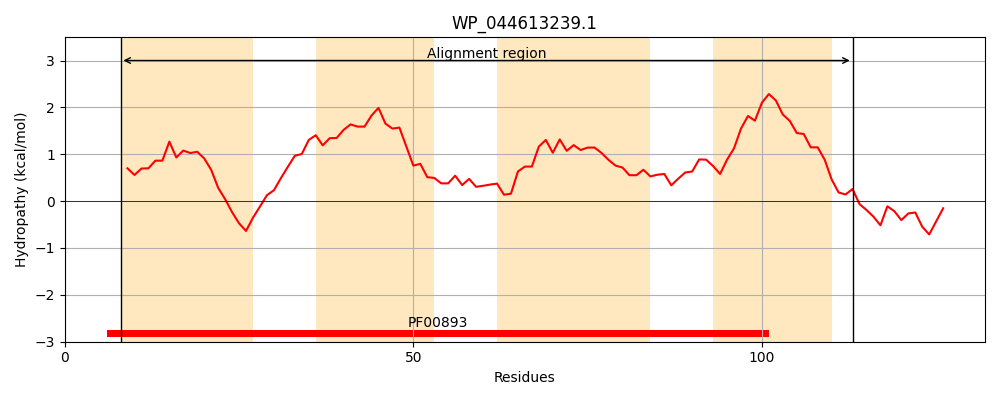 WP_044613239.1
Alignment region
3
2
1
0
−1
−2
−3
Hydropathy (kcal/mol)
PF00893
0
50
100
Residues